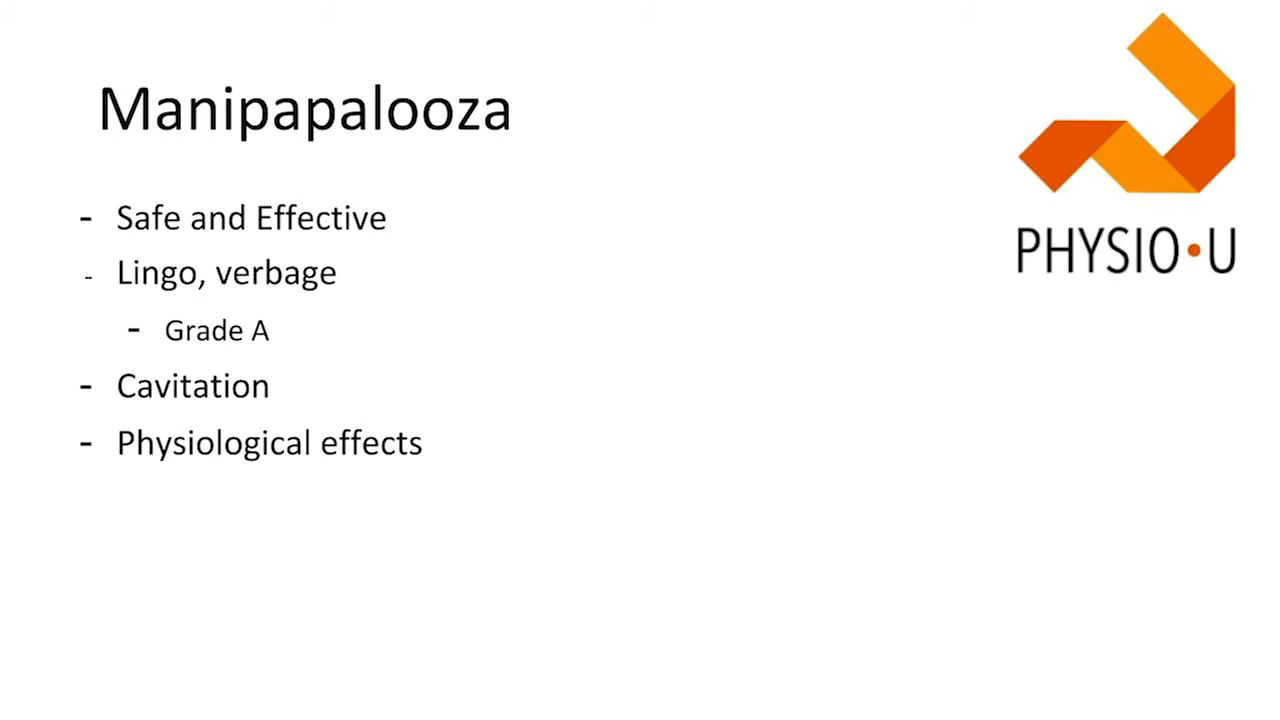 Manipapalooza
- Safe and Effective
- Lingo, verbage
- Grade A
- Cavitation
- Physiological effects
PHYSIO•U